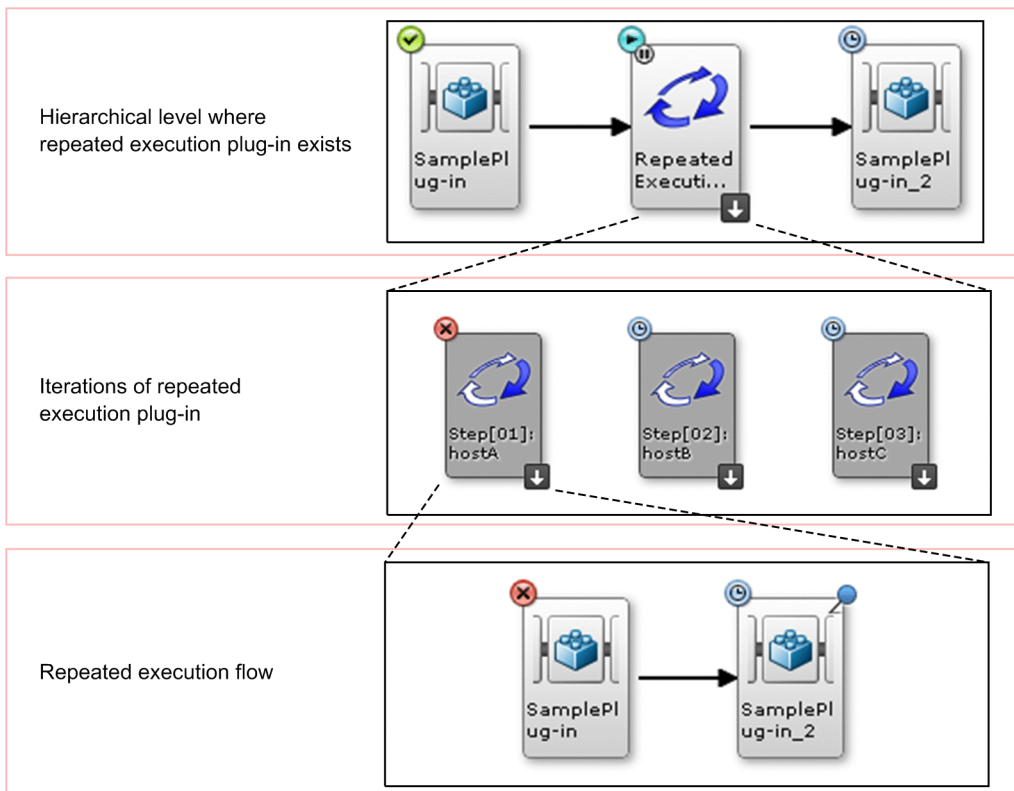 Hierarchical level where
repeated execution plug-in exists
SamplePl
ug-in
Repeated
Executi...
SamplePl
ug-in_2
Iterations of repeated
execution plug-in
Step[01]:
hostA
Step[02]:
hostB
Step[03]:
hostC
Repeated execution flow
SamplePl
ug-in
SamplePl
ug-in_2